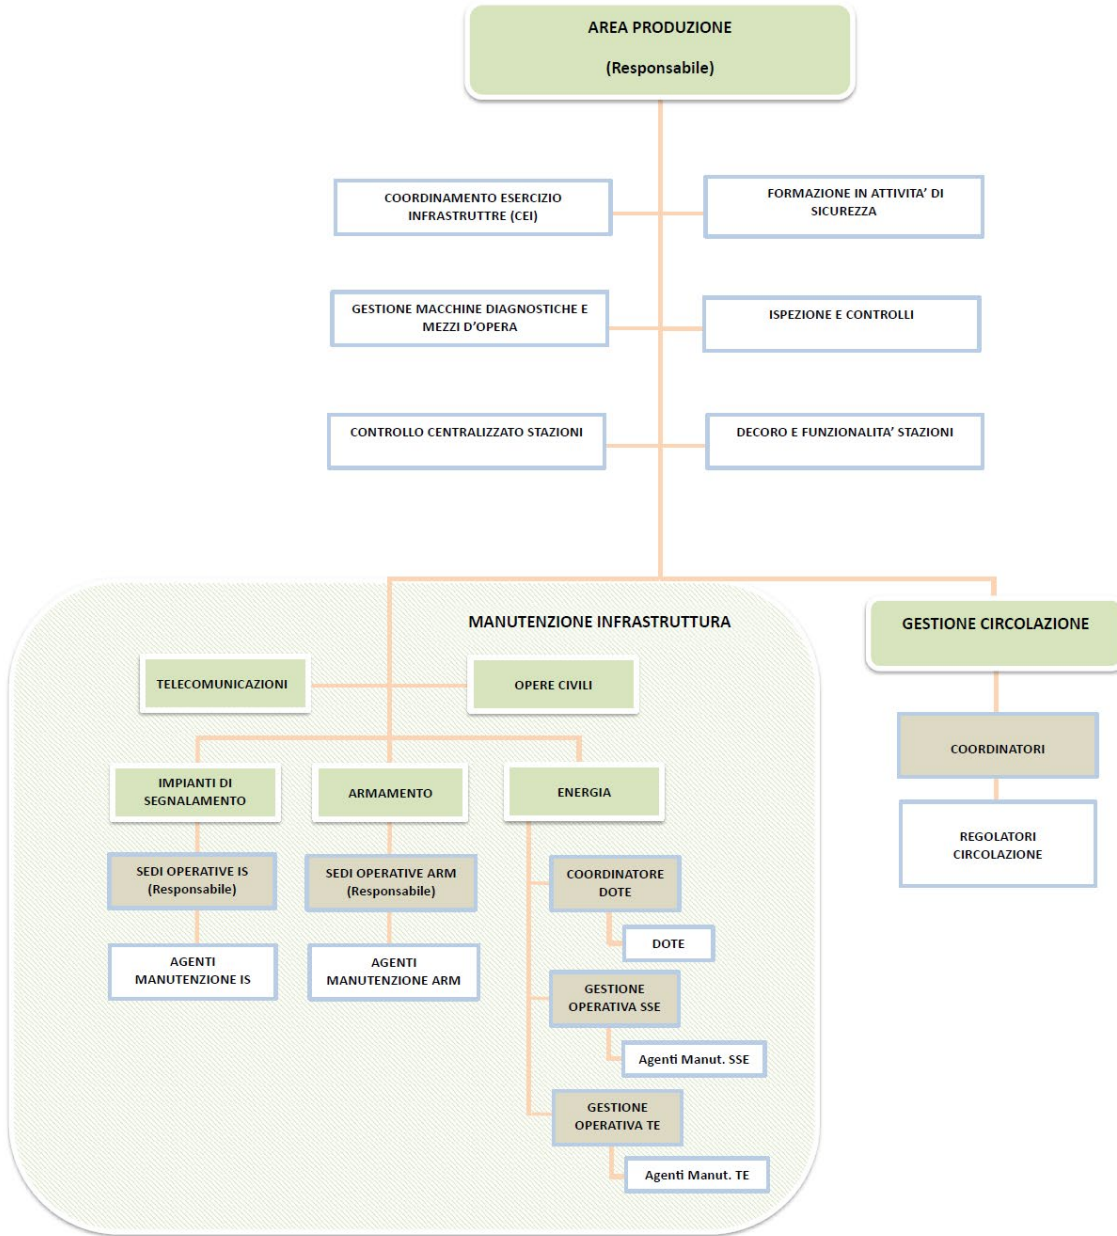 AREA PRODUZIONE
(Responsabile)
COORDINAMENTO ESERCIZIO
INFRASTRUTTRE (CEI)
FORMAZIONE IN ATTIVITA' DI
SICUREZZA
GESTIONE MACCHINE DIAGNOSTICHE E
MEZZI D'OPERA
ISPEZIONE E CONTROLLI
CONTROLLO CENTRALIZZATO STAZIONI
DECORO E FUNZIONALITA' STAZIONI
MANUTENZIONE INFRASTRUTTURA
GESTIONE CIRCOLAZIONE
TELECOMUNICAZIONI
OPERE CIVILI
COORDINATORI
IMPIANTI DI
SEGNALAMENTO
ARMAMENTO
ENERGIA
REGOLATORI
CIRCOLAZIONE
SEDI OPERATIVE IS
(Responsabile)
SEDI OPERATIVE ARM
(Responsabile)
COORDINATORE
DOTE
AGENTI
MANUTENZIONE IS
AGENTI
MANUTENZIONE ARM
DOTE
GESTIONE
OPERATIVA SSE
Agenti Manut. SSE
GESTIONE
OPERATIVA TE
Agenti Manut. TE